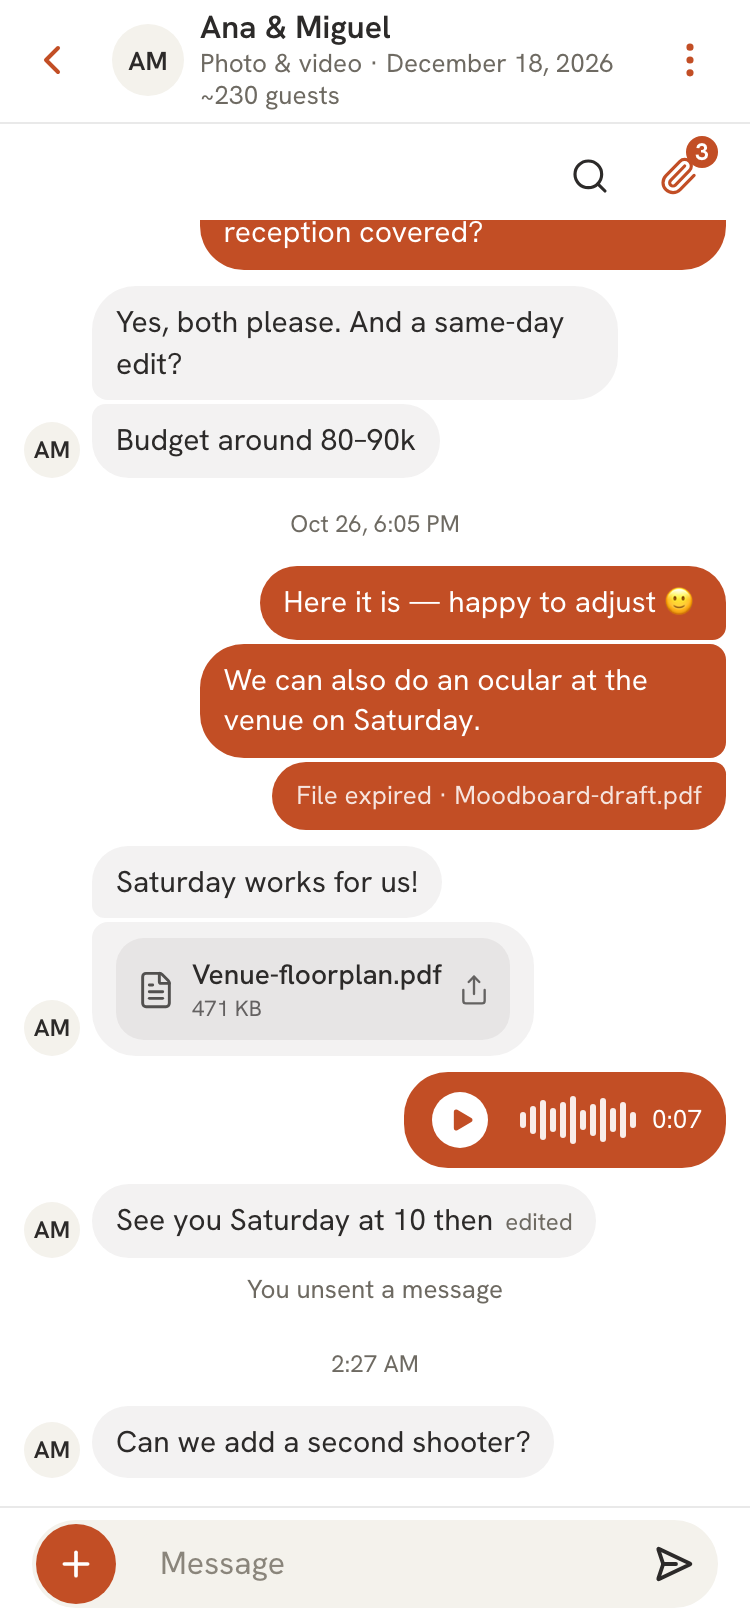 Ana & Miguel
AM
Photo & video · December 18, 2026
~230 guests
3
reception covered?
Yes, both please. And a same-day
edit?
AM
Budget around 80–90k
Oct 26, 6:05 PM
Here it is — happy to adjust 🙂
We can also do an ocular at the
venue on Saturday.
File expired · Moodboard-draft.pdf
Saturday works for us!
Venue-floorplan.pdf
471 KB
AM
0:07
AM
See you Saturday at 10 then edited
You unsent a message
2:27 AM
AM
Can we add a second shooter?
Message